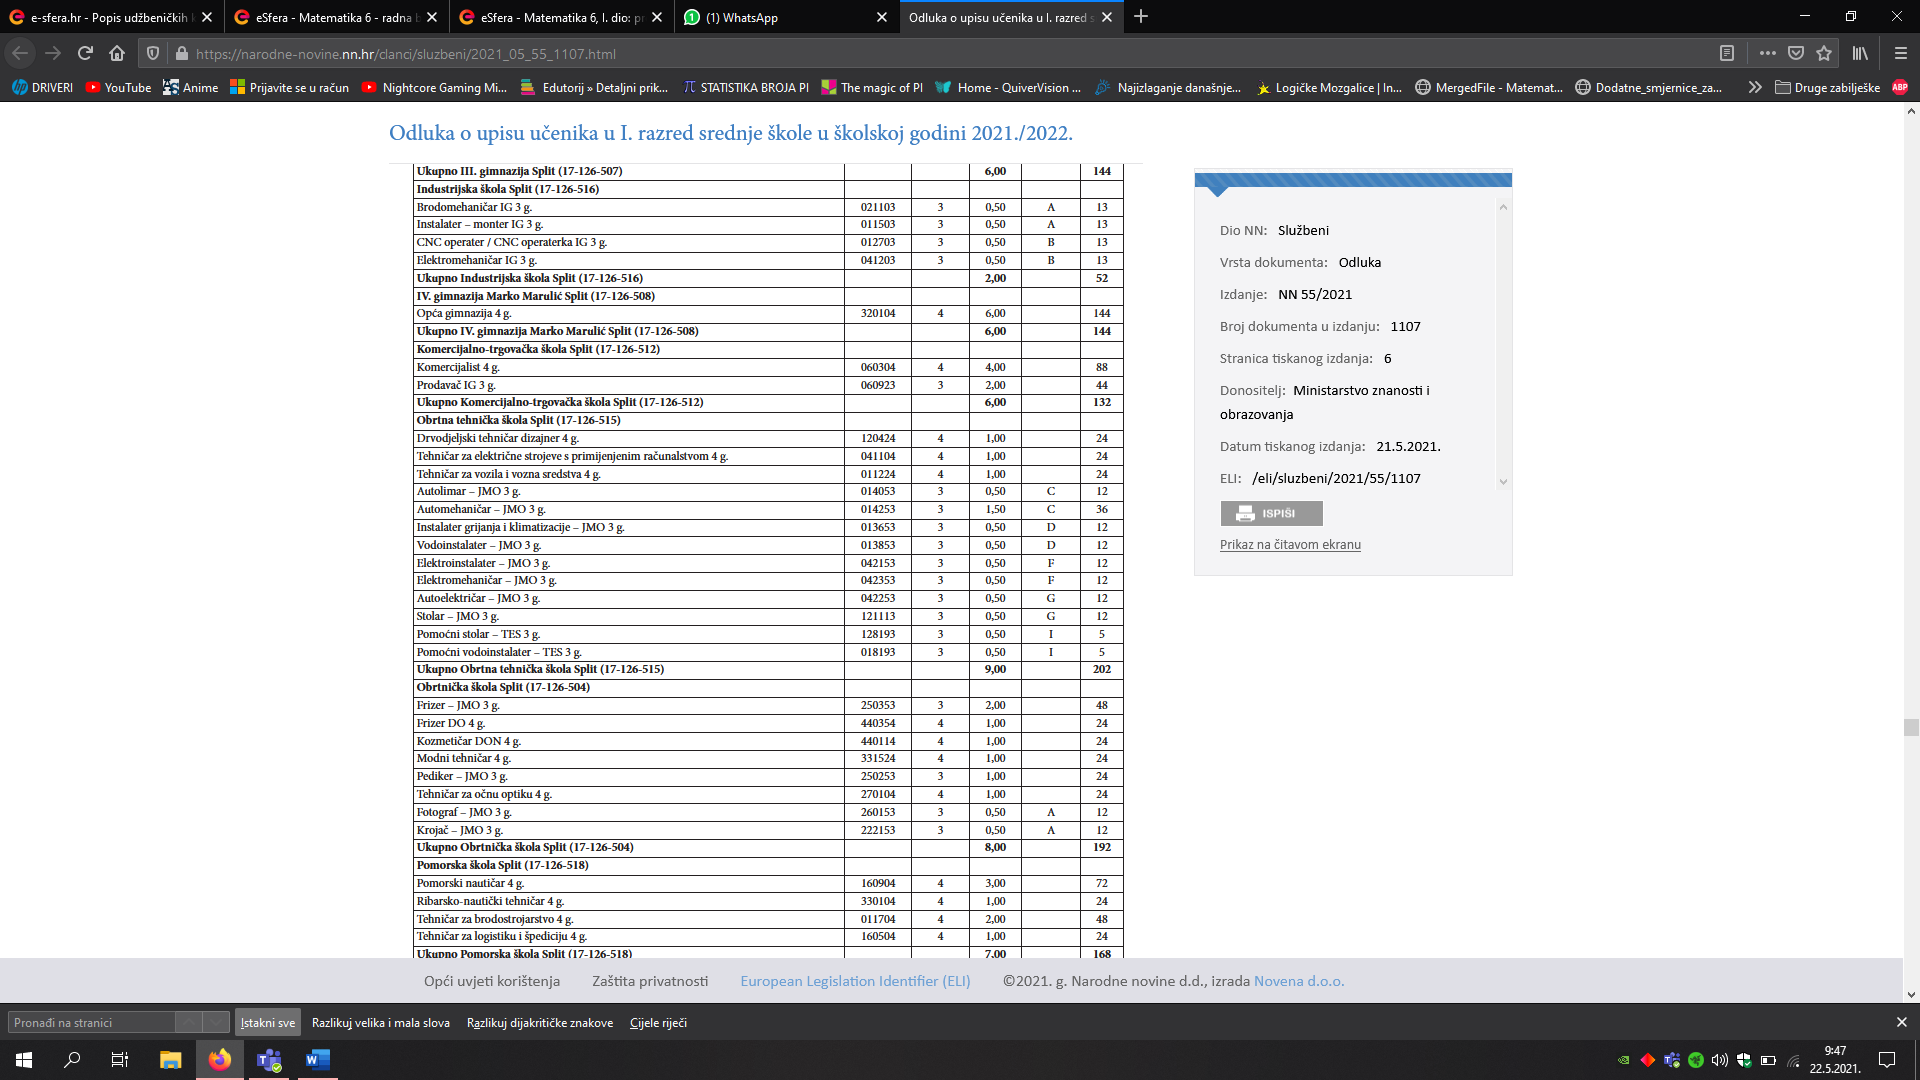 e-sfera.hr - Popis udžbeničkih
eSfera - Matematika 6 - radna
eSfera - Matematika 6, I. dio:
(1) WhatsApp
Odluka o upisu učenika u I. razred
https://narodne-novine.nn.hr/clanci/sluzbeni/2021_05_55_1107.html
DRIVERI YouTube Anime Prijavite se u račun Nightcore Gaming Mi... Edutorij » Detaljni prik... STATISTIKA BROJA PI The magic of PI Home - QuiverVision ... Najizlaganje današnje... Logičke Mozgalice | In... MergedFile - Matemat... Dodatne_smjernice_za... Druge zabilješke ABP
Odluka o upisu učenika u I. razred srednje škole u školskoj godini 2021./2022.
Ukupno III. gimnazija Split (17-126-507) 6,00 144
Industrijska škola Split (17-126-516)
Brodomehaničar IG 3 g. 021103 3 0,50 A 13
Instalater – monter IG 3 g. 011503 3 0,50 A 13
CNC operater / CNC operaterka IG 3 g. 012703 3 0,50 B 13
Elektromehaničar IG 3 g. 041203 3 0,50 B 13
Ukupno Industrijska škola Split (17-126-516) 2,00 52
IV. gimnazija Marko Marulić Split (17-126-508)
Opća gimnazija 4 g. 320104 4 6,00 144
Ukupno IV. gimnazija Marko Marulić Split (17-126-508) 6,00 144
Komercijalno-trgovačka škola Split (17-126-512)
Komercijalist 4 g. 060304 4 4,00 88
Prodavač IG 3 g. 060923 3 2,00 44
Ukupno Komercijalno-trgovačka škola Split (17-126-512) 6,00 132
Obrtna tehnička škola Split (17-126-515)
Drvodjeljski tehničar dizajner 4 g. 120424 4 1,00 24
Tehničar za električne strojeve s primijenjenim računalstvom 4 g. 041104 4 1,00 24
Tehničar za vozila i vozna sredstva 4 g. 011224 4 1,00 24
Autolimar – JMO 3 g. 014053 3 0,50 C 12
Automehaničar – JMO 3 g. 014253 3 1,50 C 36
Instalater grijanja i klimatizacije – JMO 3 g. 013653 3 0,50 D 12
Vodoinstalater – JMO 3 g. 013853 3 0,50 D 12
Elektroinstalater – JMO 3 g. 042153 3 0,50 F 12
Elektromehaničar – JMO 3 g. 042353 3 0,50 F 12
Autoelektričar – JMO 3 g. 042253 3 0,50 G 12
Stolar – JMO 3 g. 121113 3 0,50 G 12
Pomoćni stolar – TES 3 g. 128193 3 0,50 I 5
Pomoćni vodoinstalater – TES 3 g. 018193 3 0,50 I 5
Ukupno Obrtna tehnička škola Split (17-126-515) 9,00 202
Obrtnička škola Split (17-126-504)
Frizer – JMO 3 g. 250353 3 2,00 48
Frizer DO 4 g. 440354 4 1,00 24
Kozmetičar DON 4 g. 440114 4 1,00 24
Modni tehničar 4 g. 331524 4 1,00 24
Pediker – JMO 3 g. 250253 3 1,00 24
Tehničar za očnu optiku 4 g. 270104 4 1,00 24
Fotograf – JMO 3 g. 260153 3 0,50 A 12
Krojač – JMO 3 g. 222153 3 0,50 A 12
Ukupno Obrtnička škola Split (17-126-504) 8,00 192
Pomorska škola Split (17-126-518)
Pomorski nautičar 4 g. 160904 4 3,00 72
Ribarsko-nautički tehničar 4 g. 330104 4 1,00 24
Tehničar za brodostrojarstvo 4 g. 011704 4 2,00 48
Tehničar za logistiku i špediciju 4 g. 160504 4 1,00 24
Ukupno Pomorska škola Split (17-126-518) 7,00 168
Dio NN: Službeni
Vrsta dokumenta: Odluka
Izdanje: NN 55/2021
Broj dokumenta u izdanju: 1107
Stranica tiskanog izdanja: 6
Donositelj: Ministarstvo znanosti i
obrazovanja
Datum tiskanog izdanja: 21.5.2021.
ELI: /eli/sluzbeni/2021/55/1107
ISPIŠI
Prikaz na čitavom ekranu
Opći uvjeti korištenja Zaštita privatnosti European Legislation Identifier (ELI) ©2021. g. Narodne novine d.d., izrada Novena d.o.o.
Pronađi na stranici Istakni sve Razlikuj velika i mala slova Razlikuj dijakritičke znakove Cijele riječi
9:47
22.5.2021.